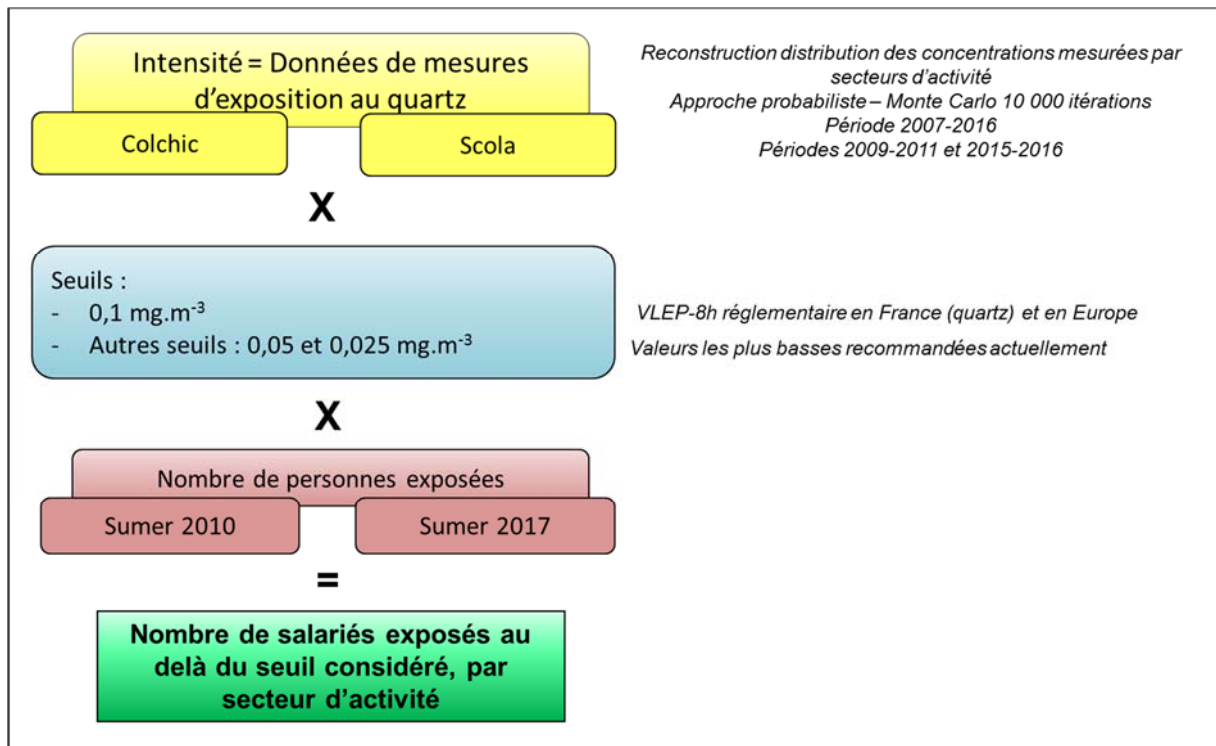 Intensité = Données de mesures
d'exposition au quartz
Colchic
Scola
Reconstruction distribution des concentrations mesurées par
secteurs d'activité
Approche probabiliste – Monte Carlo 10 000 itérations
Période 2007-2016
Périodes 2009-2011 et 2015-2016
X
Seuils :
- 0,1 mg.m-3
- Autres seuils : 0,05 et 0,025 mg.m-3
VLEP-8h réglementaire en France (quartz) et en Europe
Valeurs les plus basses recommandées actuellement
X
Nombre de personnes exposées
Sumer 2010
Sumer 2017
=
Nombre de salariés exposés au
delà du seuil considéré, par
secteur d'activité